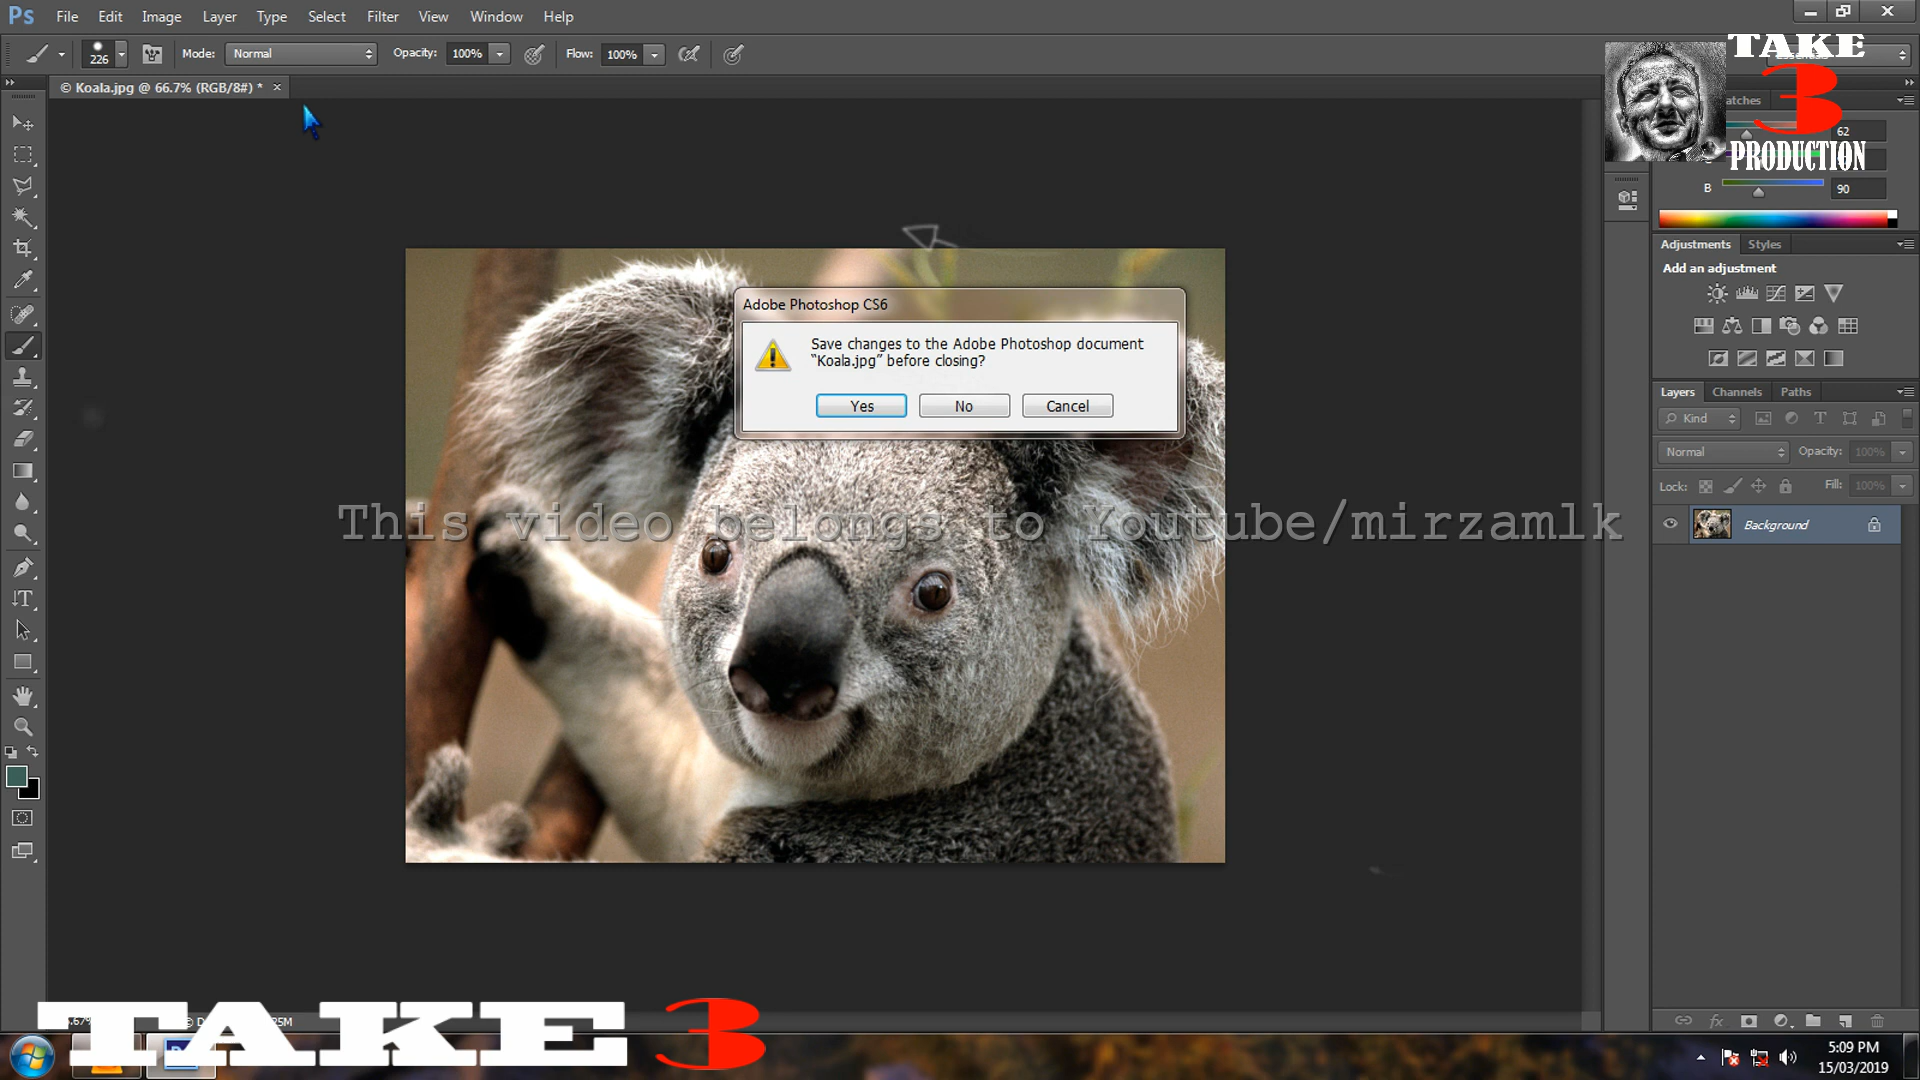 Ps File Edit Image Layer Type Select Filter View Window Help
226 Mode: Normal Opacity: 100% Flow: 100%
TAKE
3
PRODUCTION
© Koala.jpg @ 66.7% (RGB/8#) * ×
62
B 90
Adjustments Styles
Add an adjustment
Adobe Photoshop CS6
Save changes to the Adobe Photoshop document
“Koala.jpg” before closing?
Yes No Cancel
Layers Channels Paths
Kind
Normal Opacity: 100%
Lock: Fill: 100%
Background
This video belongs to Youtube/mirzamlk
TAKE 3
5:09 PM
15/03/2019